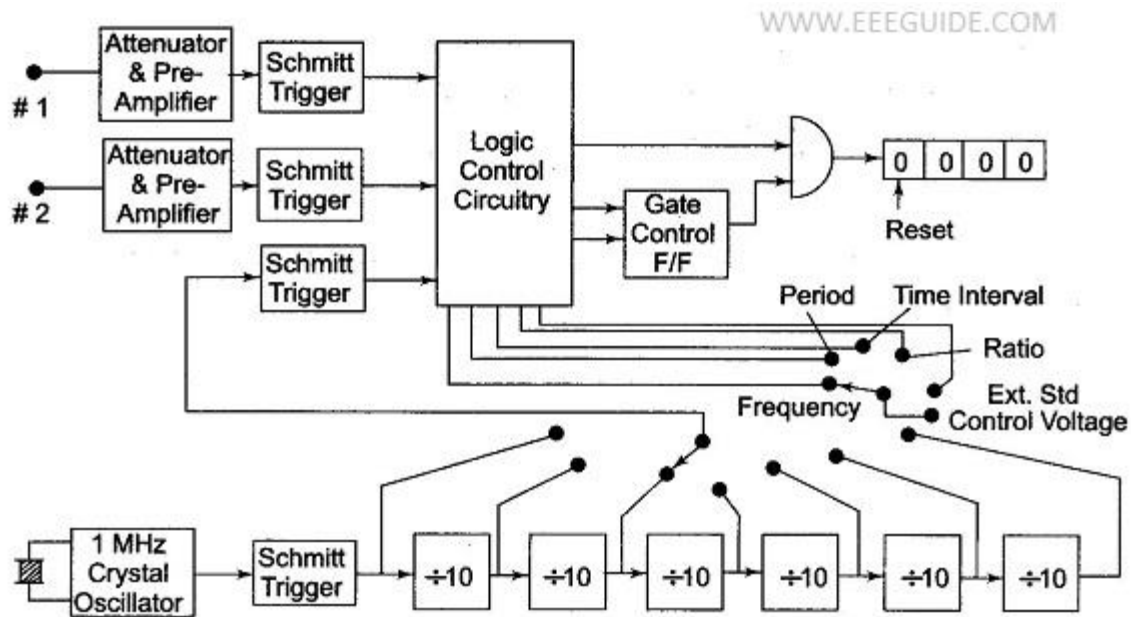 WWW.EEEGUIDE.COM
Attenuator
& Pre-
Amplifier
# 1
Schmitt
Trigger
Attenuator
& Pre-
Amplifier
# 2
Schmitt
Trigger
Schmitt
Trigger
Logic
Control
Circuitry
Gate
Control
F/F
0 0 0 0
Reset
Period
Time Interval
Ratio
Frequency
Ext. Std
Control Voltage
1 MHz
Crystal
Oscillator
Schmitt
Trigger
÷10
÷10
÷10
÷10
÷10
÷10